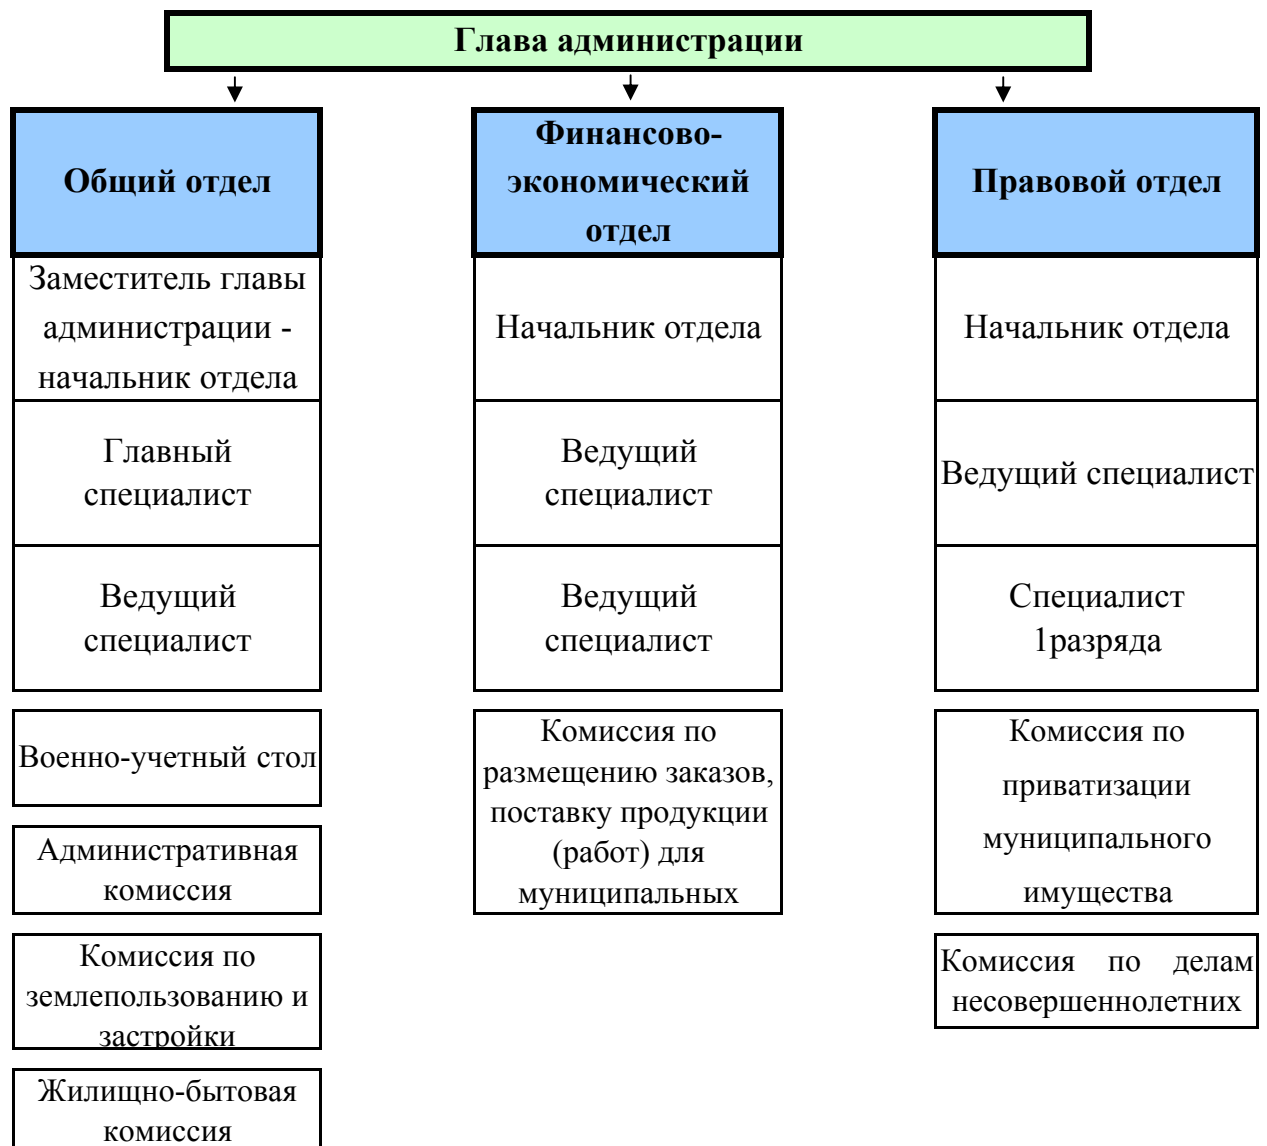 Глава администрации
Общий отдел
Заместитель главы
администрации -
начальник отдела
Главный
специалист
Ведущий
специалист
Военно-учетный стол
Административная
комиссия
Комиссия по
землепользованию и
застройки
Жилищно-бытовая
комиссия
Финансово-
экономический
отдел
Начальник отдела
Ведущий
специалист
Ведущий
специалист
Комиссия по
размещению заказов,
поставку продукции
(работ) для
муниципальных
Правовой отдел
Начальник отдела
Ведущий специалист
Специалист
1разряда
Комиссия по
приватизации
муниципального
имущества
Комиссия по делам
несовершеннолетних